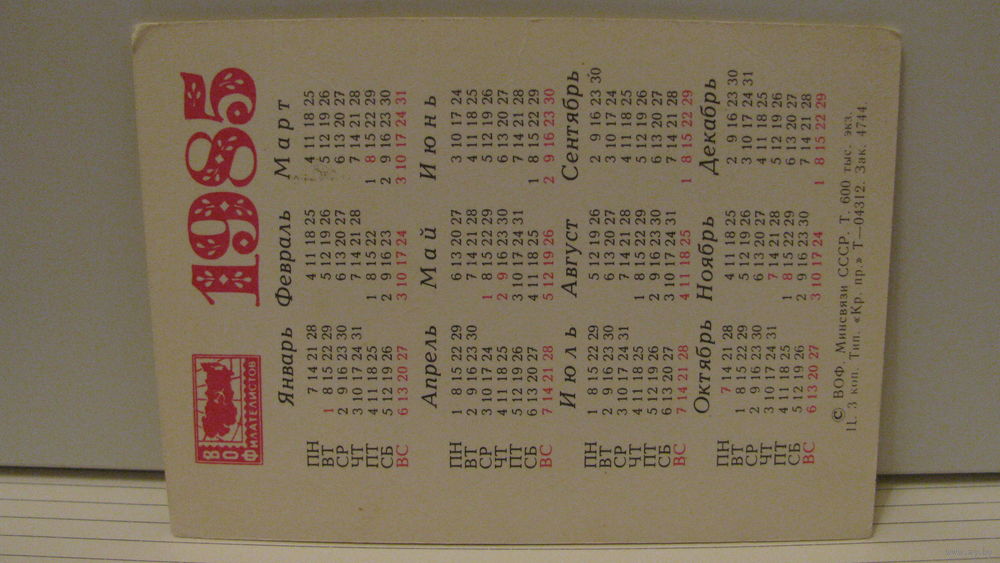 В
О
ФИЛАТЕЛИСТОВ
1985
Январь Февраль Март
ПН 7 14 21 28 4 11 18 25 4 11 18 25
ВТ 1 8 15 22 29 5 12 19 26 5 12 19 26
СР 2 9 16 23 30 6 13 20 27 6 13 20 27
ЧТ 3 10 17 24 31 7 14 21 28 7 14 21 28
ПТ 4 11 18 25 1 8 15 22 1 8 15 22 29
СБ 5 12 19 26 2 9 16 23 2 9 16 23 30
ВС 6 13 20 27 3 10 17 24 3 10 17 24 31
Апрель Май Июнь
ПН 1 8 15 22 29 6 13 20 27 3 10 17 24
ВТ 2 9 16 23 30 7 14 21 28 4 11 18 25
СР 3 10 17 24 1 8 15 22 29 5 12 19 26
ЧТ 4 11 18 25 2 9 16 23 30 6 13 20 27
ПТ 5 12 19 26 3 10 17 24 31 7 14 21 28
СБ 6 13 20 27 4 11 18 25 1 8 15 22 29
ВС 7 14 21 28 5 12 19 26 2 9 16 23 30
Июль Август Сентябрь
ПН 1 8 15 22 29 5 12 19 26 2 9 16 23 30
ВТ 2 9 16 23 30 6 13 20 27 3 10 17 24
СР 3 10 17 24 31 7 14 21 28 4 11 18 25
ЧТ 4 11 18 25 1 8 15 22 29 5 12 19 26
ПТ 5 12 19 26 2 9 16 23 30 6 13 20 27
СБ 6 13 20 27 3 10 17 24 31 7 14 21 28
ВС 7 14 21 28 4 11 18 25 1 8 15 22 29
Октябрь Ноябрь Декабрь
ПН 7 14 21 28 4 11 18 25 2 9 16 23 30
ВТ 1 8 15 22 29 5 12 19 26 3 10 17 24 31
СР 2 9 16 23 30 6 13 20 27 4 11 18 25
ЧТ 3 10 17 24 31 7 14 21 28 5 12 19 26
ПТ 4 11 18 25 1 8 15 22 29 6 13 20 27
СБ 5 12 19 26 2 9 16 23 30 7 14 21 28
ВС 6 13 20 27 3 10 17 24 1 8 15 22 29
© ВОФ. Минсвязи СССР. Т. 600 тыс. экз.
Ц. 3 коп. Тип. «Кр. пр.» Т—04312. Зак. 4744.